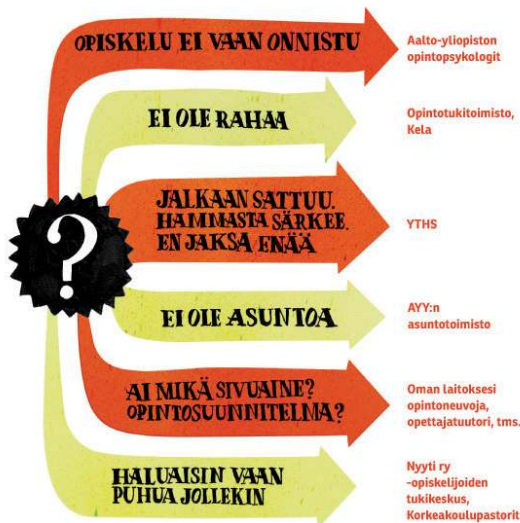 OPISKELU EI VAAN ONNISTU
Aalto-yliopiston
opintopsykologit
EI OLE RAHAA
Opintotukitoimisto,
Kela
JALKAAN SATTUU.
HAMMASTA SÄRKEE.
EN JAKSA ENÄÄ
YTHS
?
EI OLE ASUNTOA
AYY:n
asuntotoimisto
AI MIKÄ SIVUAINE?
OPINTOSUUNNITELMA?
Oman laitoksesi
opintoneuvoja,
opettajatuutori, tms.
HALUAISIN VAAN
PUHUA JOLLEKIN
Nyyti ry
-opiskelijoiden
tukikeskus,
Korkeakoulupastorit